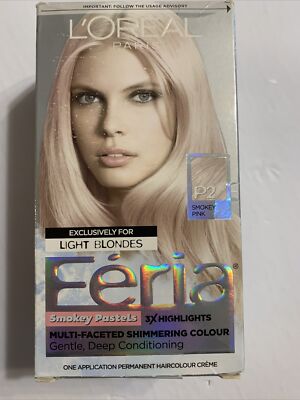 IMPORTANT: FOLLOW THE USAGE ADVISORY
L'ORÉAL
PARIS
P2
SMOKEY
PINK
EXCLUSIVELY FOR
LIGHT BLONDES
Féria®
Smokey Pastels 3X HIGHLIGHTS
MULTI-FACETED SHIMMERING COLOUR
Gentle, Deep Conditioning
ONE APPLICATION PERMANENT HAIRCOLOUR CRÈME